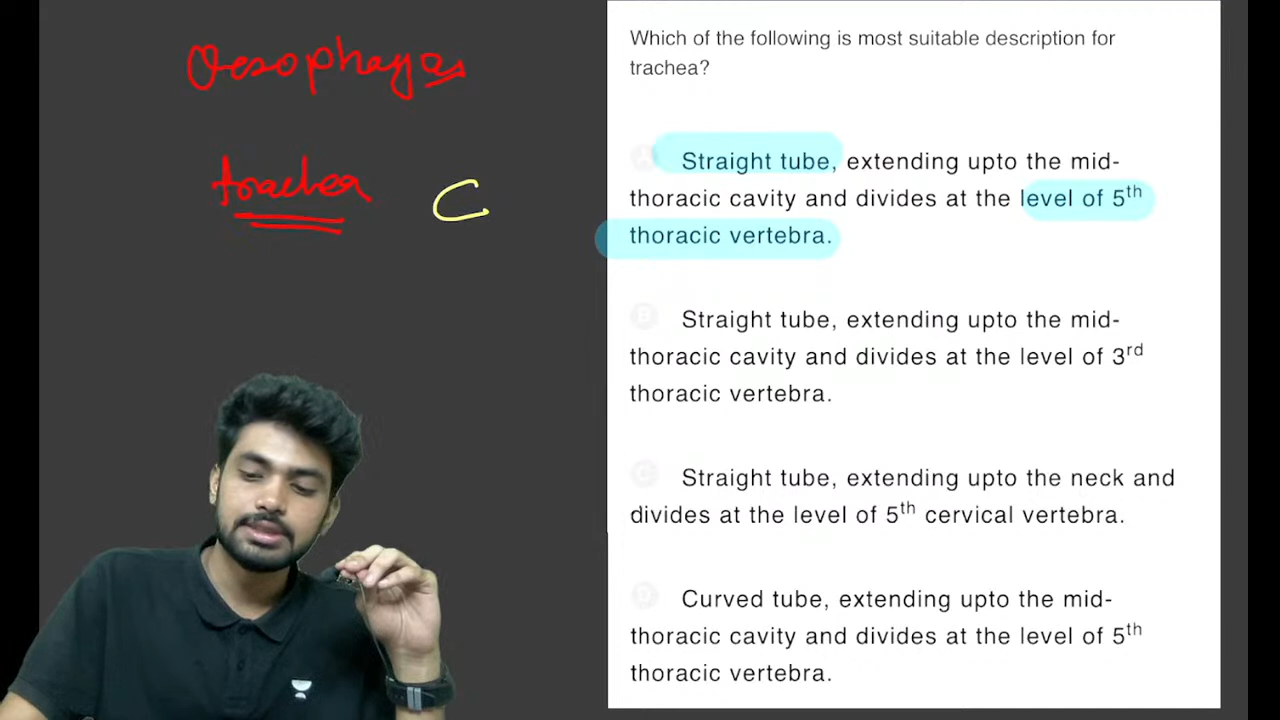 Oesophagus
trachea
C
Which of the following is most suitable description for
trachea?
A Straight tube, extending upto the mid-
thoracic cavity and divides at the level of 5th
thoracic vertebra.
B Straight tube, extending upto the mid-
thoracic cavity and divides at the level of 3rd
thoracic vertebra.
C Straight tube, extending upto the neck and
divides at the level of 5th cervical vertebra.
D Curved tube, extending upto the mid-
thoracic cavity and divides at the level of 5th
thoracic vertebra.